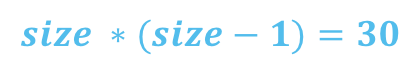 size * (size − 1) = 30